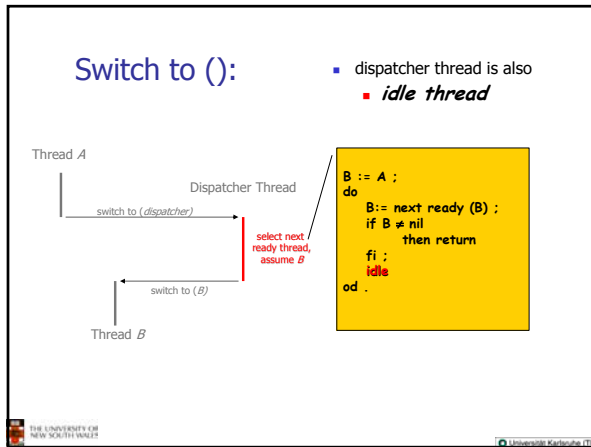 Switch to ():
dispatcher thread is also
idle thread
Thread A
Dispatcher Thread
switch to (dispatcher)
select next
ready thread,
assume B
switch to (B)
Thread B
B := A ;
do
B:= next ready (B) ;
if B ≠ nil
then return
fi ;
idle
od .
THE UNIVERSITY OF
NEW SOUTH WALES
© Universität Karlsruhe (T